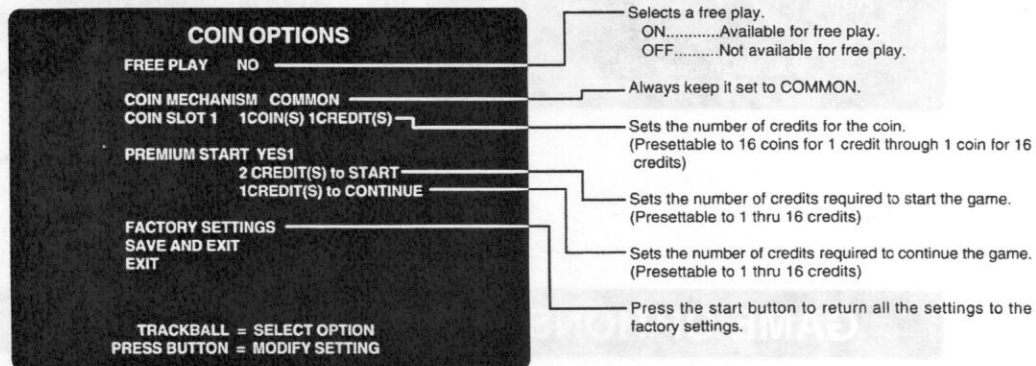 COIN OPTIONS
FREE PLAY NO
COIN MECHANISM COMMON
COIN SLOT 1 1COIN(S) 1CREDIT(S)
PREMIUM START YES1
2 CREDIT(S) to START
1CREDIT(S) to CONTINUE
FACTORY SETTINGS
SAVE AND EXIT
EXIT
TRACKBALL = SELECT OPTION
PRESS BUTTON = MODIFY SETTING
Selects a free play.
ON............Available for free play.
OFF..........Not available for free play.
Always keep it set to COMMON.
Sets the number of credits for the coin.
(Presettable to 16 coins for 1 credit through 1 coin for 16
credits)
Sets the number of credits required to start the game.
(Presettable to 1 thru 16 credits)
Sets the number of credits required to continue the game.
(Presettable to 1 thru 16 credits)
Press the start button to return all the settings to the
factory settings.